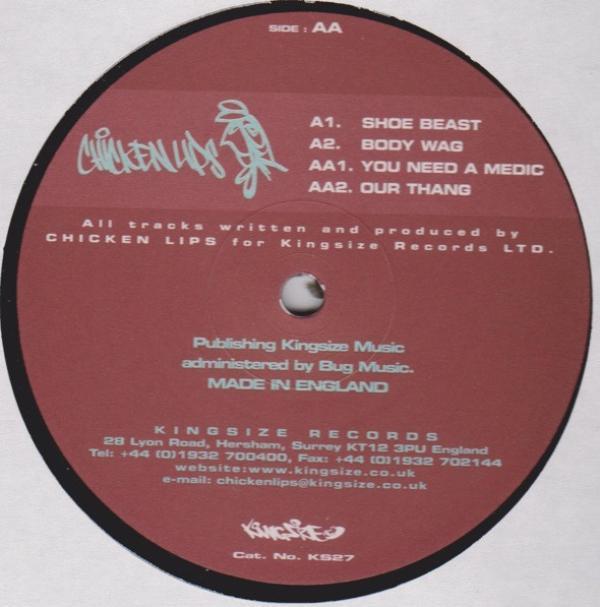 SIDE : AA
CHICKEN LIPS
A1. SHOE BEAST
A2. BODY WAG
AA1. YOU NEED A MEDIC
AA2. OUR THANG
All tracks written and produced by
CHICKEN LIPS for Kingsize Records LTD.
Publishing Kingsize Music
administered by Bug Music.
MADE IN ENGLAND
KINGSIZE RECORDS
28 Lyon Road, Hersham, Surrey KT12 3PU England
Tel: +44 (0)1932 700400, Fax: +44 (0)1932 702144
website:www.kingsize.co.uk
e-mail: chickenlips@kingsize.co.uk
KINGSIZE
Cat. No. KS27